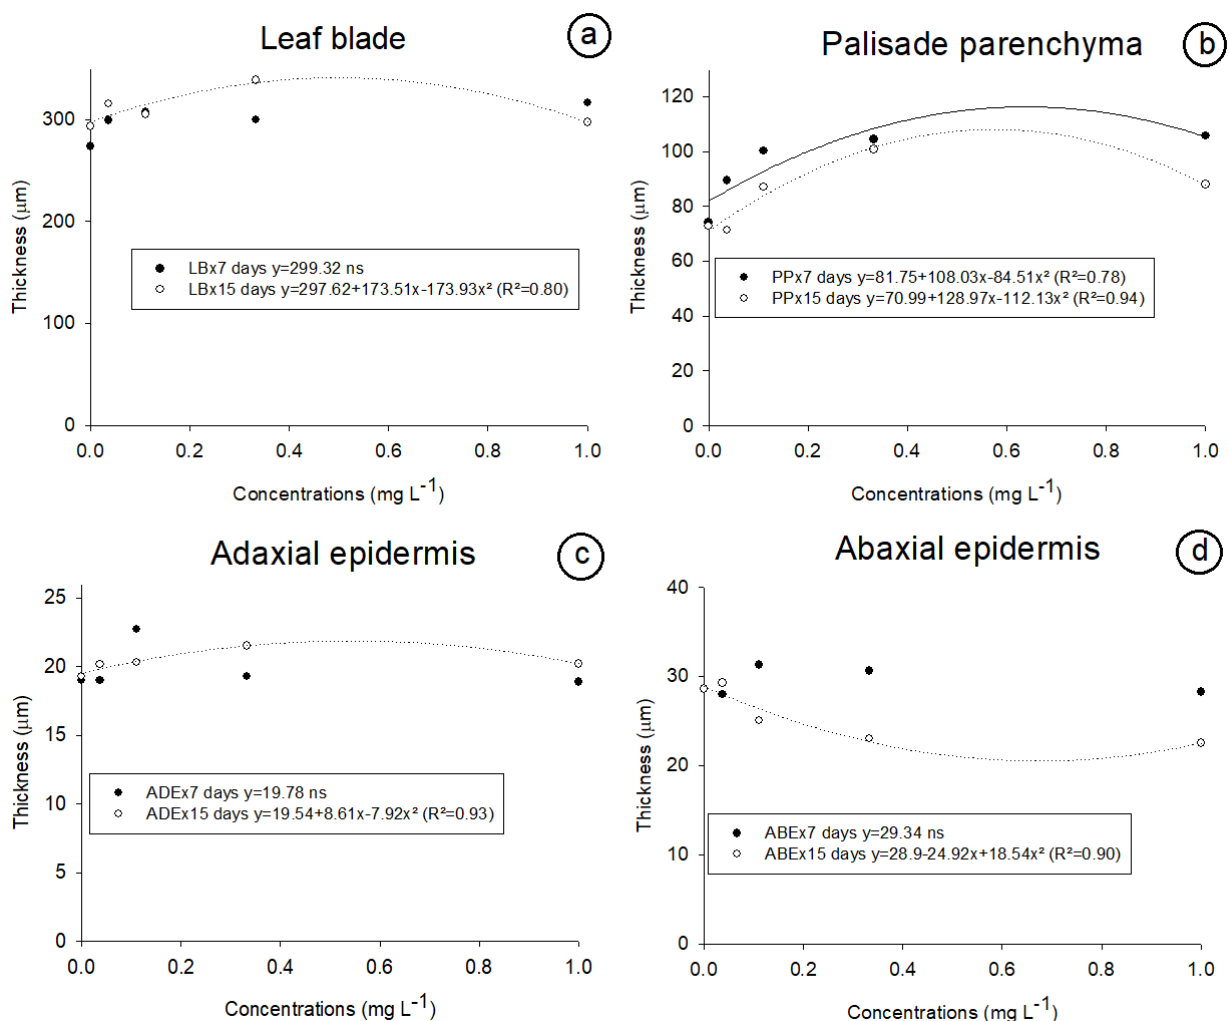 Leaf blade
a
Thickness (μm)
300
200
100
0
LBx7 days y=299.32 ns
LBx15 days y=297.62+173.51x-173.93x² (R²=0.80)
0.0 0.2 0.4 0.6 0.8 1.0
Concentrations (mg L⁻¹)
Palisade parenchyma
b
Thickness (μm)
120
100
80
60
40
20
0
PPx7 days y=81.75+108.03x-84.51x² (R²=0.78)
PPx15 days y=70.99+128.97x-112.13x² (R²=0.94)
0.0 0.2 0.4 0.6 0.8 1.0
Concentrations (mg L⁻¹)
Adaxial epidermis
c
Thickness (μm)
25
20
15
10
5
0
ADEx7 days y=19.78 ns
ADEx15 days y=19.54+8.61x-7.92x² (R²=0.93)
0.0 0.2 0.4 0.6 0.8 1.0
Concentrations (mg L⁻¹)
Abaxial epidermis
d
Thickness (μm)
40
30
20
10
0
ABEx7 days y=29.34 ns
ABEx15 days y=28.9-24.92x+18.54x² (R²=0.90)
0.0 0.2 0.4 0.6 0.8 1.0
Concentrations (mg L⁻¹)